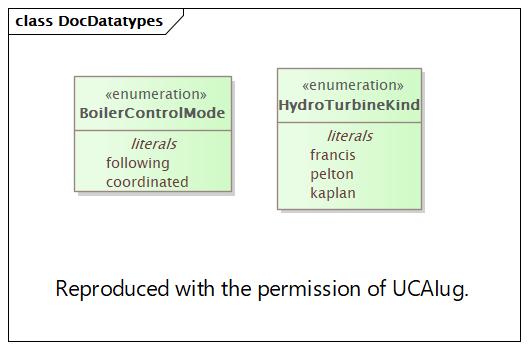 class DocDatatypes
«enumeration»
BoilerControlMode
literals
following
coordinated
«enumeration»
HydroTurbineKind
literals
francis
pelton
kaplan
Reproduced with the permission of UCAIug.